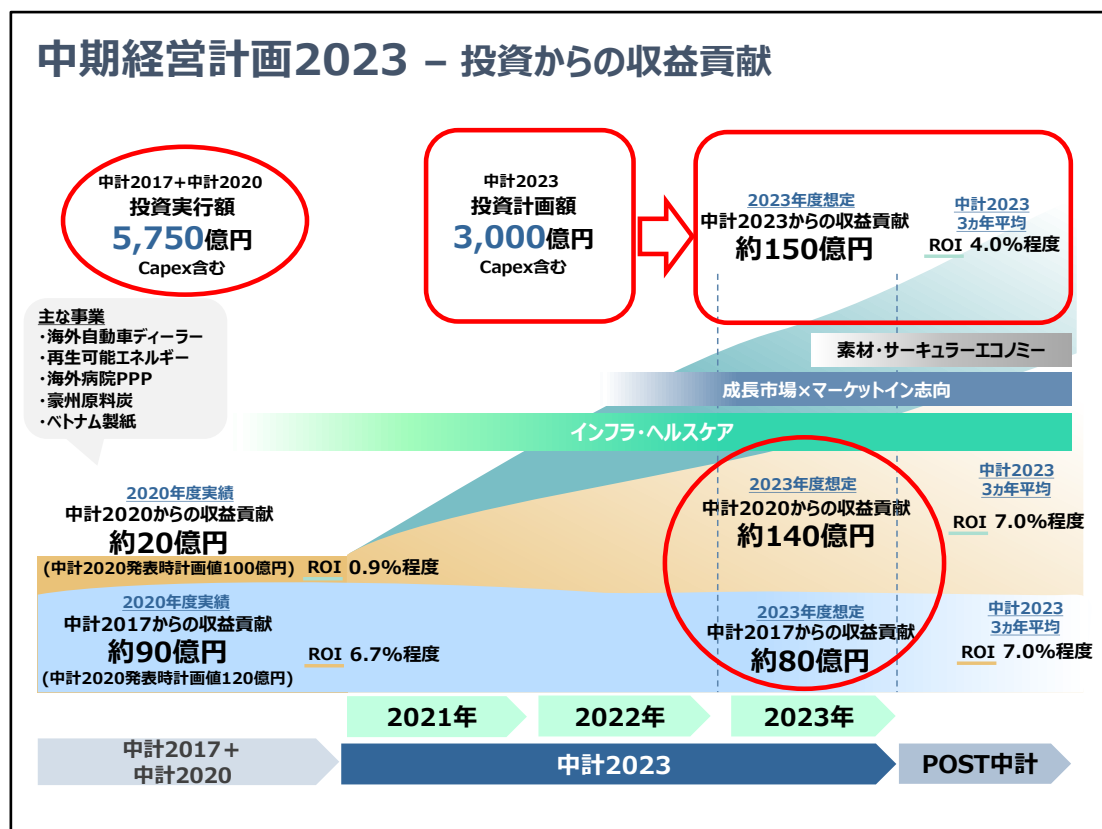 中期経営計画2023 – 投資からの収益貢献
中計2017+中計2020
投資実行額
5,750億円
Capex含む
中計2023
投資計画額
3,000億円
Capex含む
2023年度想定
中計2023からの収益貢献
約150億円
中計2023
3ヵ年平均
ROI 4.0%程度
主な事業
・海外自動車ディーラー
・再生可能エネルギー
・海外病院PPP
・豪州原料炭
・ベトナム製紙
素材・サーキュラーエコノミー
成長市場×マーケットイン志向
インフラ・ヘルスケア
2020年度実績
中計2020からの収益貢献
約20億円
(中計2020発表時計画値100億円)
ROI 0.9%程度
2023年度想定
中計2020からの収益貢献
約140億円
中計2023
3ヵ年平均
ROI 7.0%程度
2020年度実績
中計2017からの収益貢献
約90億円
(中計2020発表時計画値120億円)
ROI 6.7%程度
2023年度想定
中計2017からの収益貢献
約80億円
中計2023
3ヵ年平均
ROI 7.0%程度
2021年
2022年
2023年
中計2017+
中計2020
中計2023
POST中計